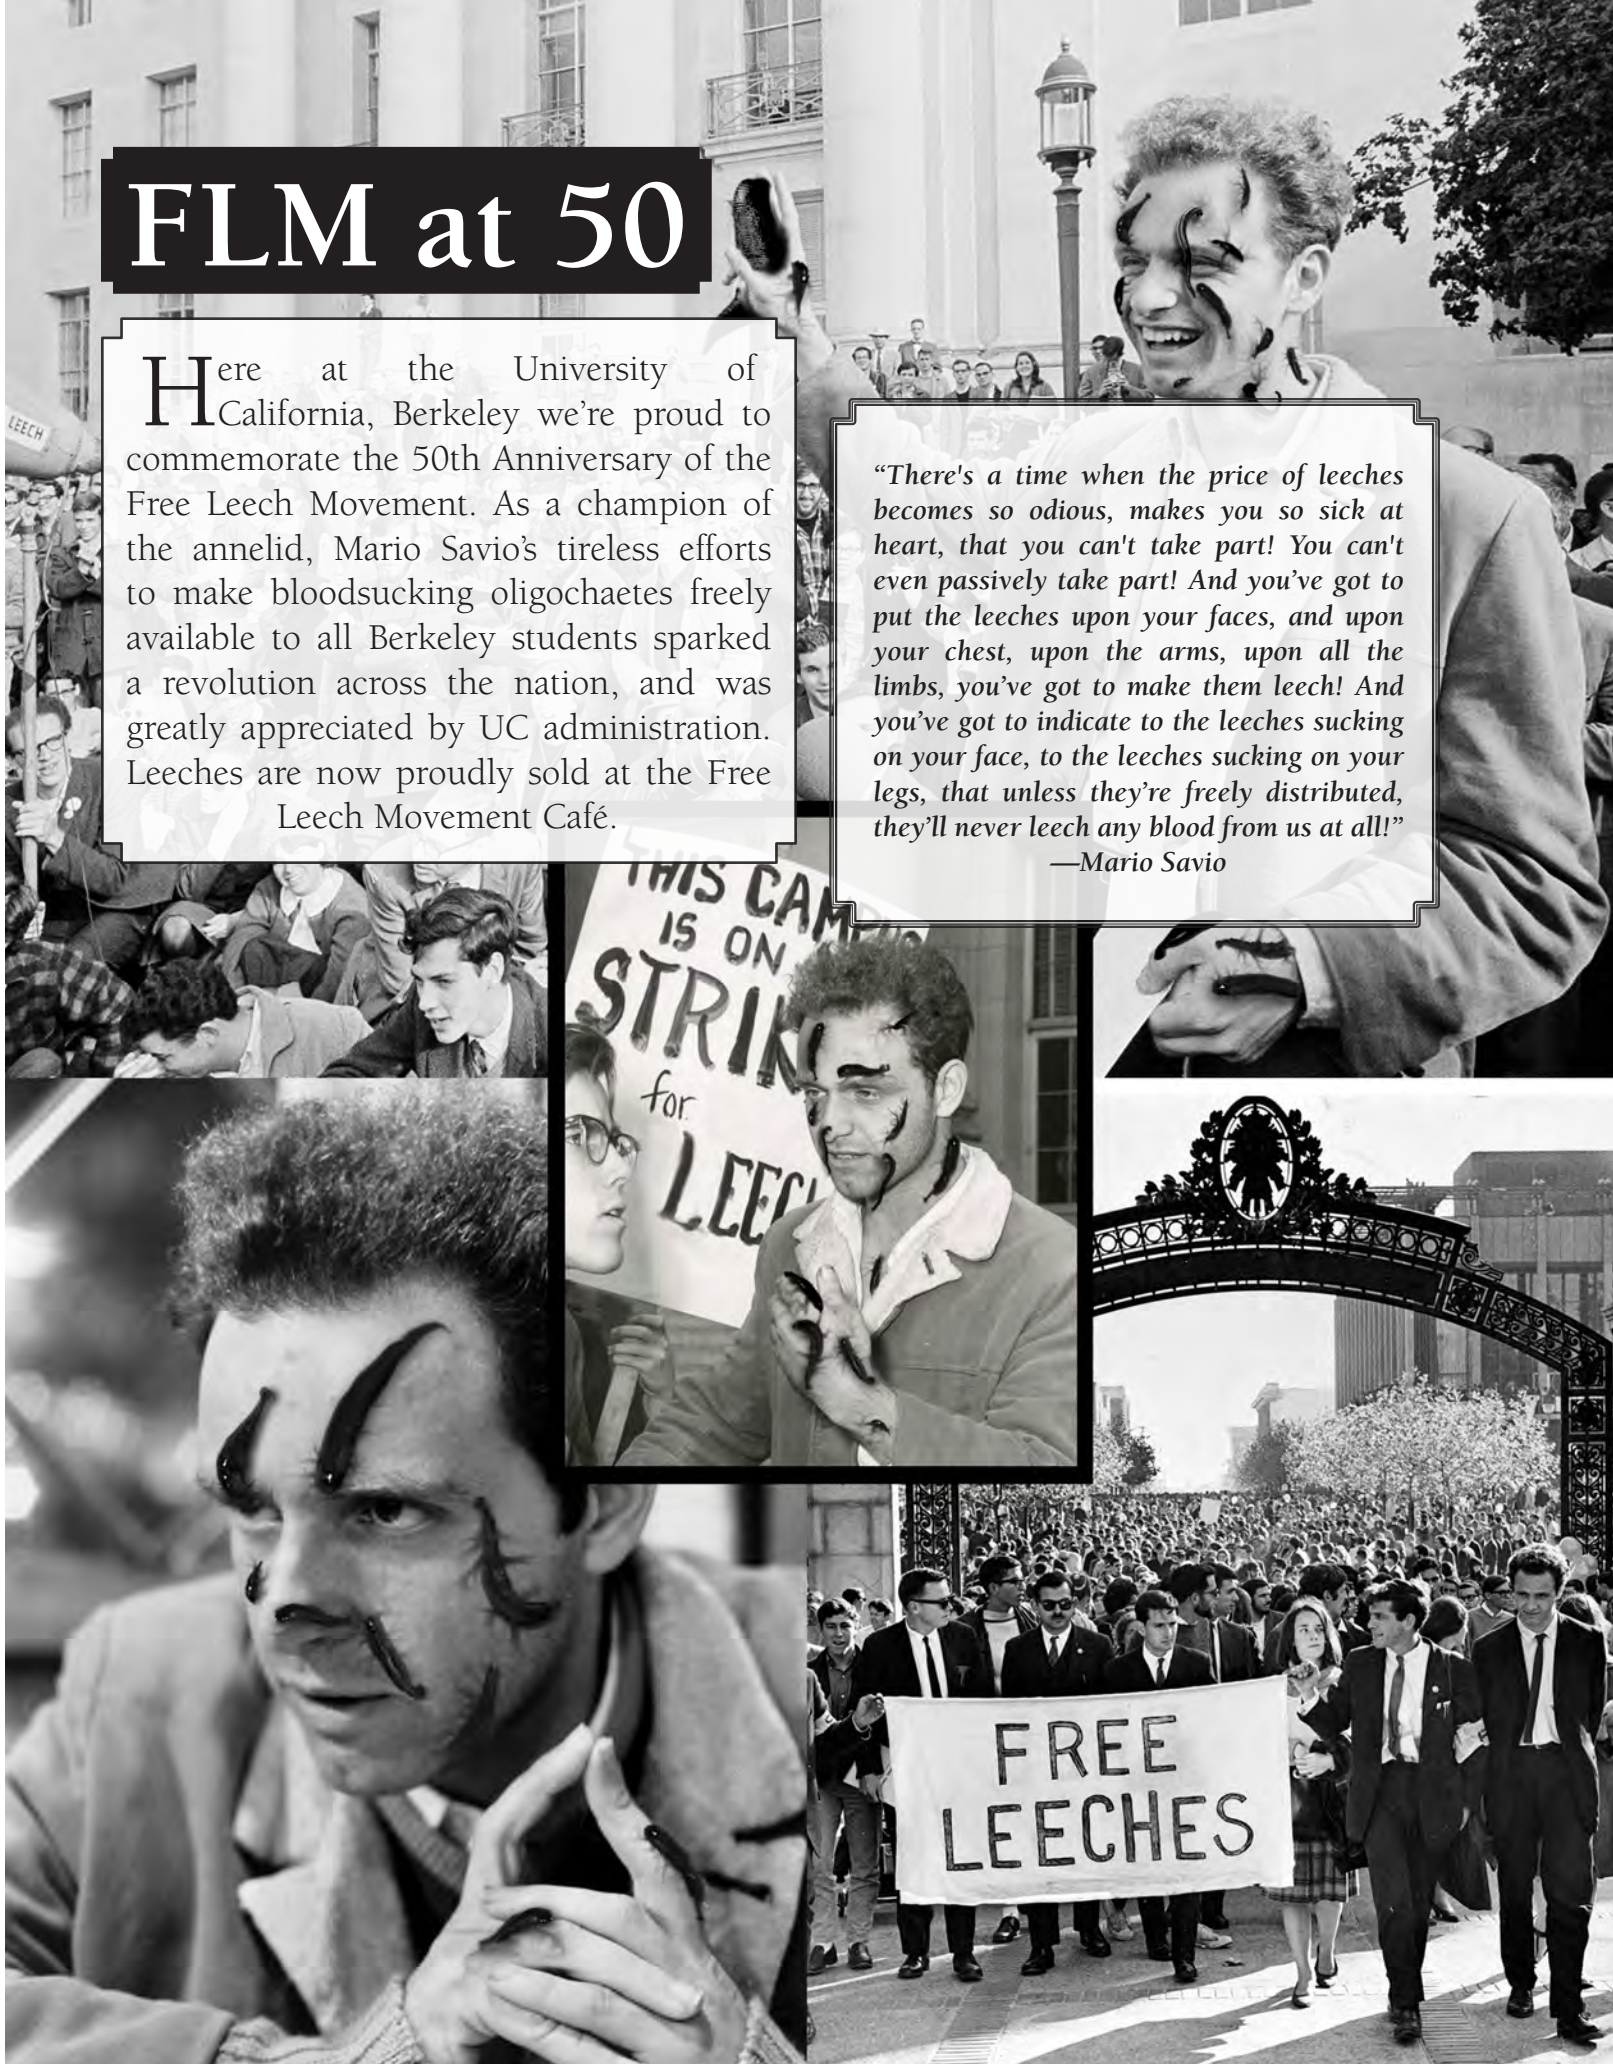 FLM at 50
Here at the University of
California, Berkeley we're proud to
commemorate the 50th Anniversary of the
Free Leech Movement. As a champion of
the annelid, Mario Savio's tireless efforts
to make bloodsucking oligochaetes freely
available to all Berkeley students sparked
a revolution across the nation, and was
greatly appreciated by UC administration.
Leeches are now proudly sold at the Free
Leech Movement Café.
LEECH
“There's a time when the price of leeches
becomes so odious, makes you so sick at
heart, that you can't take part! You can't
even passively take part! And you’ve got to
put the leeches upon your faces, and upon
your chest, upon the arms, upon all the
limbs, you’ve got to make them leech! And
you’ve got to indicate to the leeches sucking
on your face, to the leeches sucking on your
legs, that unless they’re freely distributed,
they’ll never leech any blood from us at all!”
—Mario Savio
THIS CAMPUS
IS ON
STRIK
for
LEECH
FREE
LEECHES